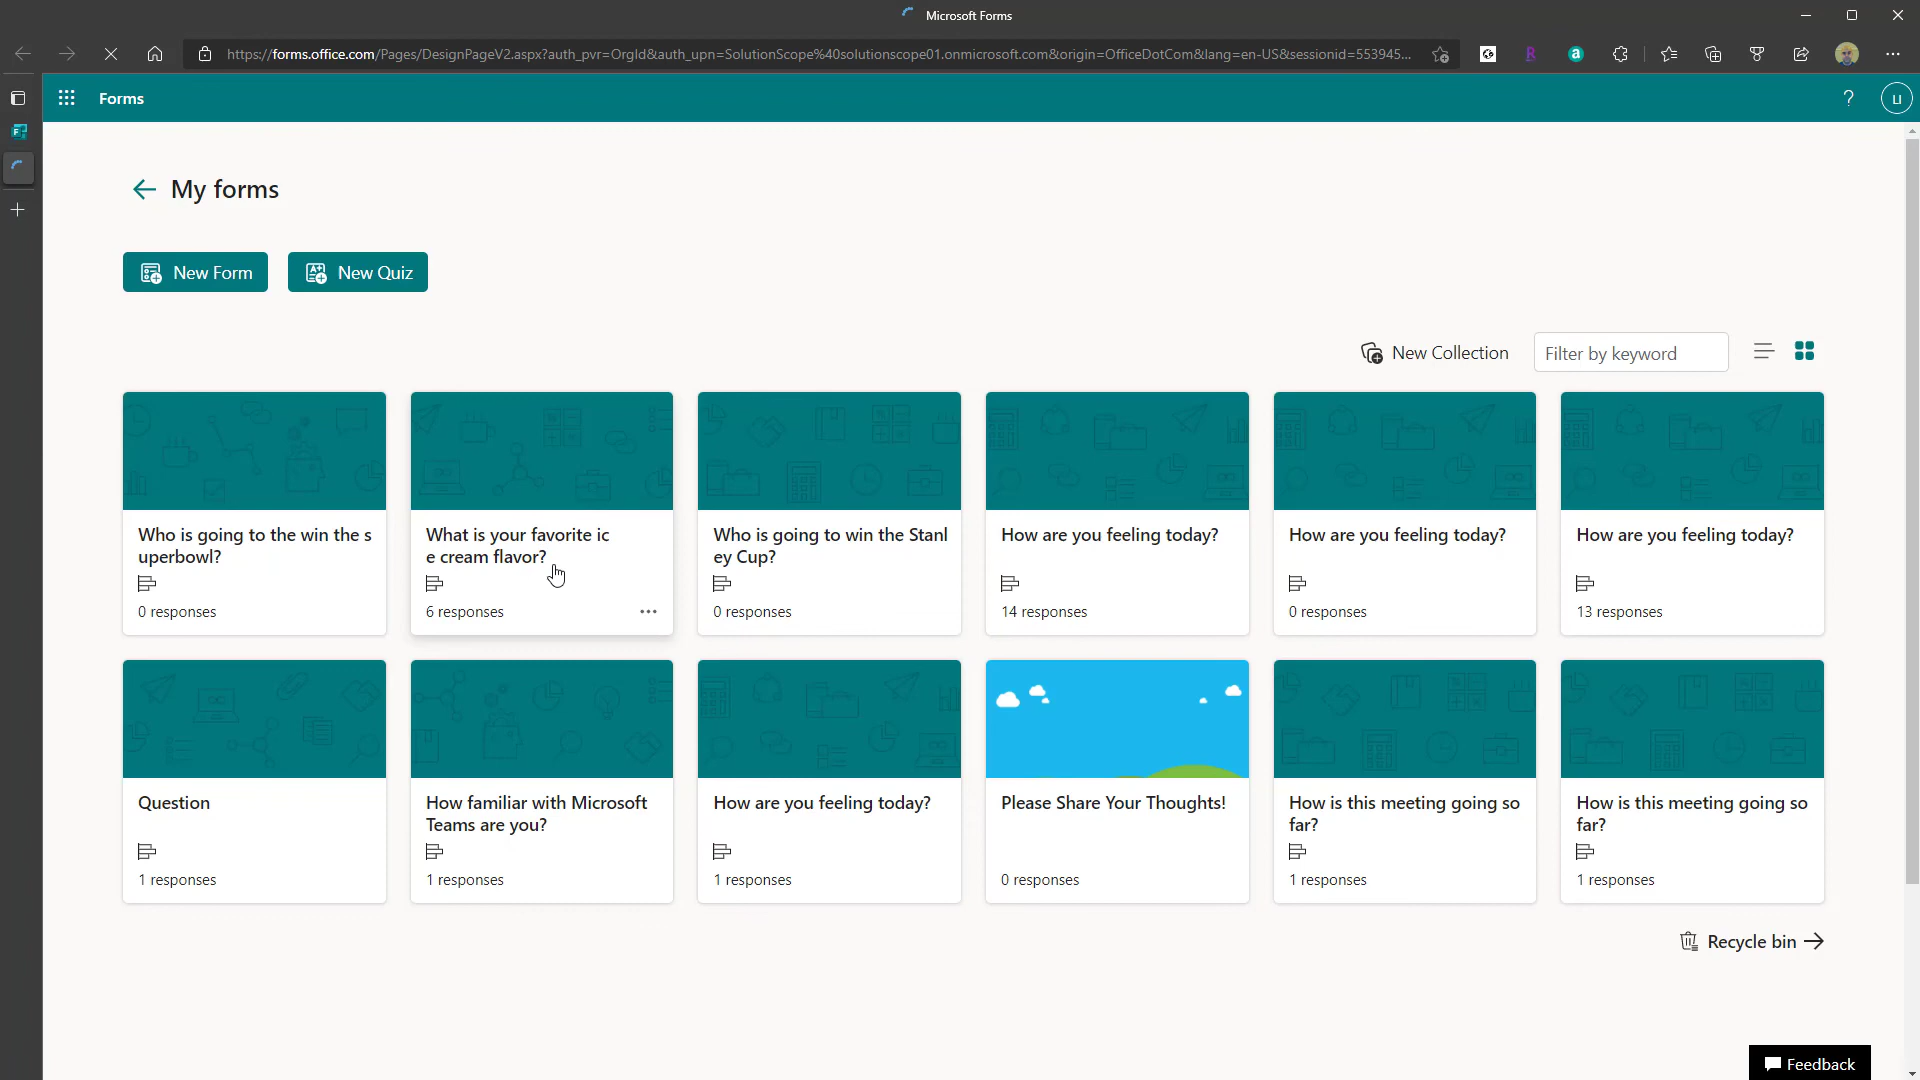 Microsoft Forms
https://forms.office.com/Pages/DesignPageV2.aspx?auth_pvr=OrgId&auth_upn=SolutionScope%40solutionscope01.onmicrosoft.com&origin=OfficeDotCom&lang=en-US&sessionid=553945...
Forms
?
u
My forms
New Form
New Quiz
New Collection
Filter by keyword
Who is going to the win the s
uperbowl?
0 responses
What is your favorite ic
e cream flavor?
6 responses
Who is going to win the Stanl
ey Cup?
0 responses
How are you feeling today?
14 responses
How are you feeling today?
0 responses
How are you feeling today?
13 responses
Question
1 responses
How familiar with Microsoft
Teams are you?
1 responses
How are you feeling today?
1 responses
Please Share Your Thoughts!
0 responses
How is this meeting going so
far?
1 responses
How is this meeting going so
far?
1 responses
Recycle bin
Feedback